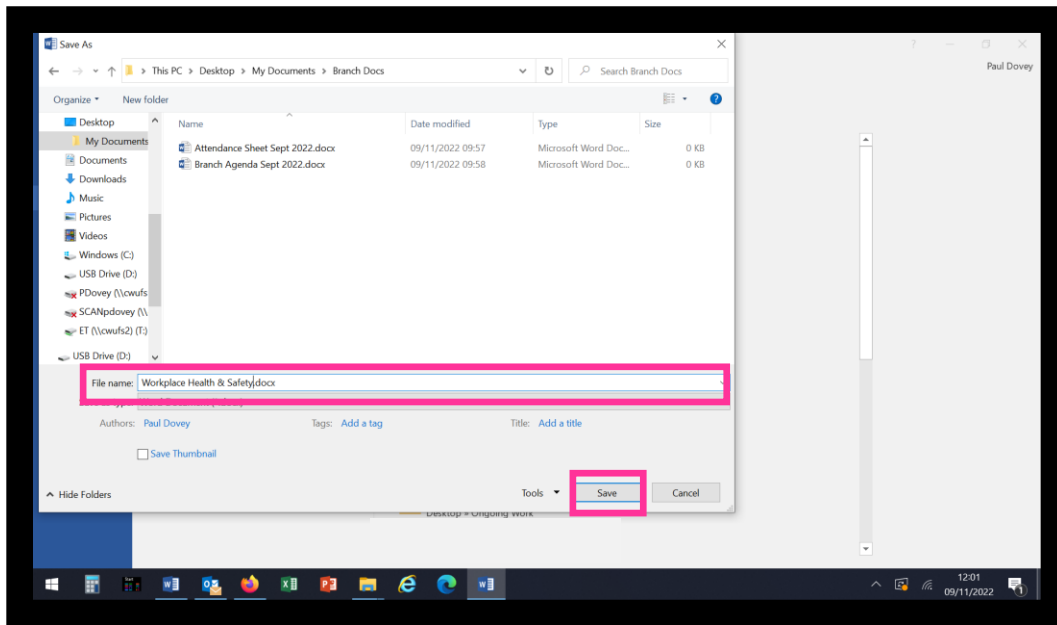 Save As
Paul Dovey
This PC > Desktop > My Documents > Branch Docs
Search Branch Docs
Organize New folder
Name Date modified Type Size
Desktop
My Documents
Documents
Downloads
Music
Pictures
Videos
Windows (C:)
USB Drive (D:)
PDovey (\\cwufs
SCANpdovey (\\
ET (\\cwufs2) (T:)
USB Drive (D:)
Attendance Sheet Sept 2022.docx 09/11/2022 09:57 Microsoft Word Doc... 0 KB
Branch Agenda Sept 2022.docx 09/11/2022 09:58 Microsoft Word Doc... 0 KB
File name: Workplace Health & Safety.docx
Authors: Paul Dovey Tags: Add a tag Title: Add a title
Save Thumbnail
Hide Folders
Tools Save Cancel
Desktop » Ongoing Work
12:01
09/11/2022